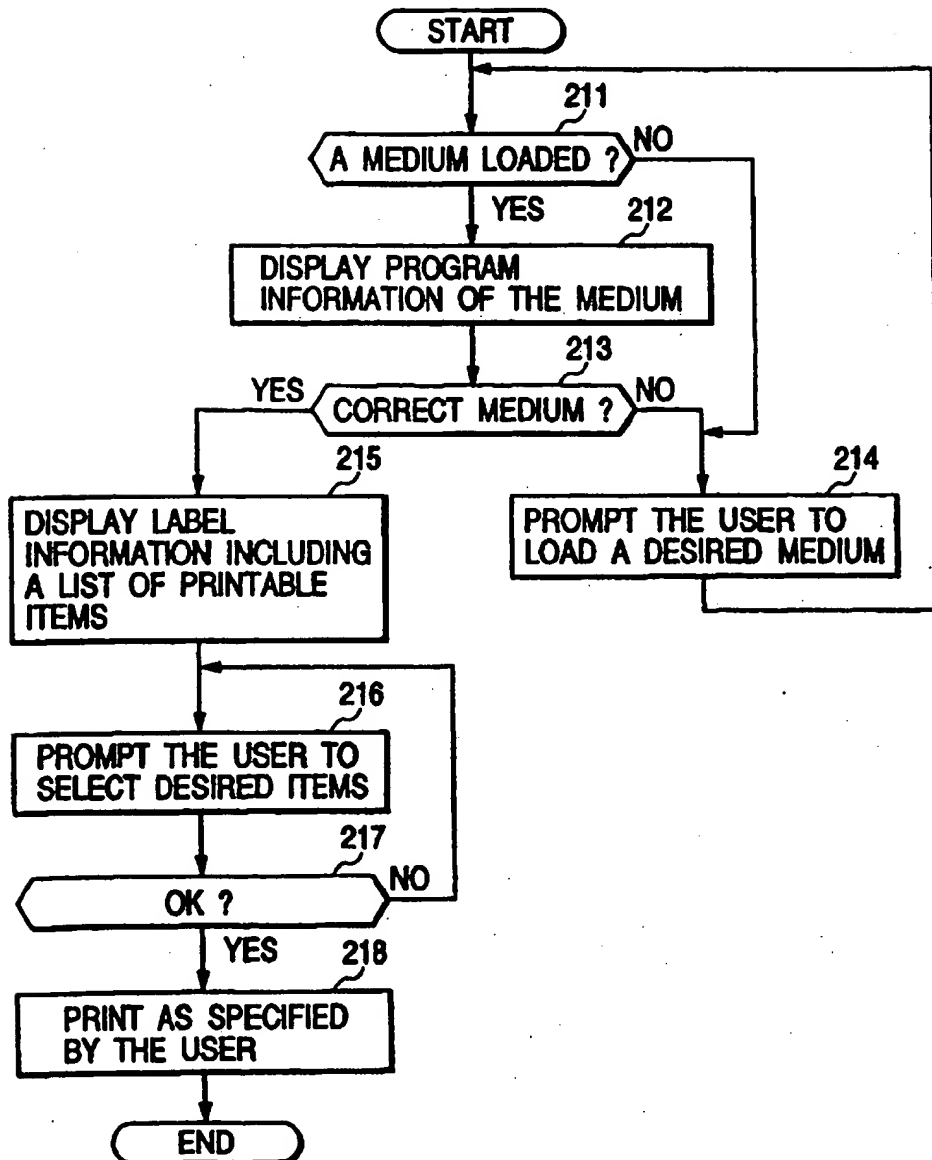 START
211
A MEDIUM LOADED ?
NO
YES
212
DISPLAY PROGRAM
INFORMATION OF THE MEDIUM
213
YES
CORRECT MEDIUM ?
NO
215
214
DISPLAY LABEL
INFORMATION INCLUDING
A LIST OF PRINTABLE
ITEMS
PROMPT THE USER TO
LOAD A DESIRED MEDIUM
216
PROMPT THE USER TO
SELECT DESIRED ITEMS
217
OK ?
NO
YES
218
PRINT AS SPECIFIED
BY THE USER
END